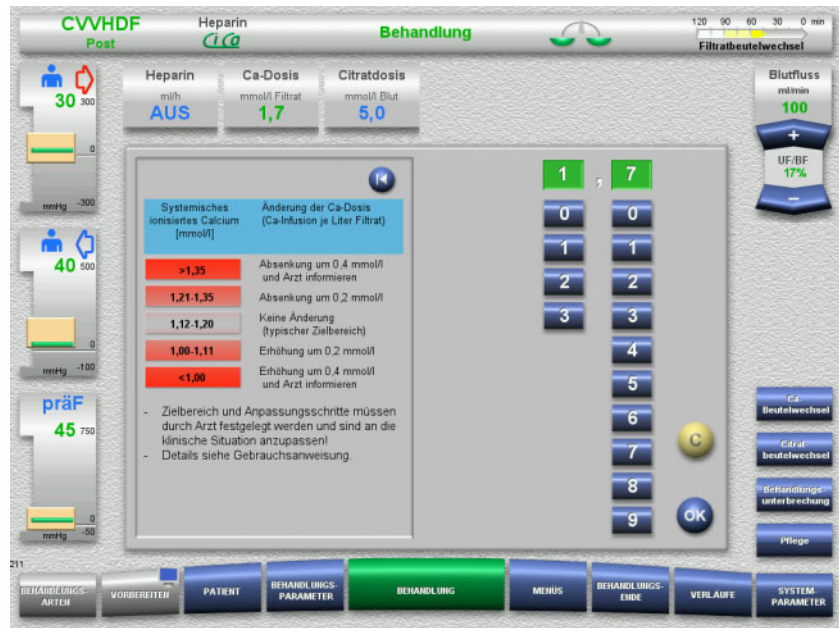 CVVHDF
Post
Heparin
Ci Ca
Behandlung
120 90 60 30 0 min
Filtratbeutelwechsel
30
300
0
mmHg -300
40
500
0
mmHg -100
präF
45
750
0
mmHg -50
Heparin
ml/h
AUS
Ca-Dosis
mmol/l Filtrat
1,7
Citratdosis
mmol/l Blut
5,0
Blutfluss
ml/min
100
+
UF/BF
17%
−
Systemisches
ionisiertes Calcium
[mmol/l]
Änderung der Ca-Dosis
(Ca-Infusion je Liter Filtrat)
>1,35
Absenkung um 0,4 mmol/l
und Arzt informieren
1,21-1,35
Absenkung um 0,2 mmol/l
1,12-1,20
Keine Änderung
(typischer Zielbereich)
1,00-1,11
Erhöhung um 0,2 mmol/l
<1,00
Erhöhung um 0,4 mmol/l
und Arzt informieren
- Zielbereich und Anpassungsschritte müssen
durch Arzt festgelegt werden und sind an die
klinische Situation anzupassen!
- Details siehe Gebrauchsanweisung.
1 , 7
0 0
1 1
2 2
3 3
4
5
6
7
8
9
C
OK
Ca-
Beutelwechsel
Citrat
beutelwechsel
Behandlungs-
unterbrechung
Pflege
211
BEHANDLUNGS-
ARTEN
VORBEREITEN
PATIENT
BEHANDLUNGS-
PARAMETER
BEHANDLUNG
MENÜS
BEHANDLUNGS-
ENDE
VERLÄUFE
SYSTEM-
PARAMETER